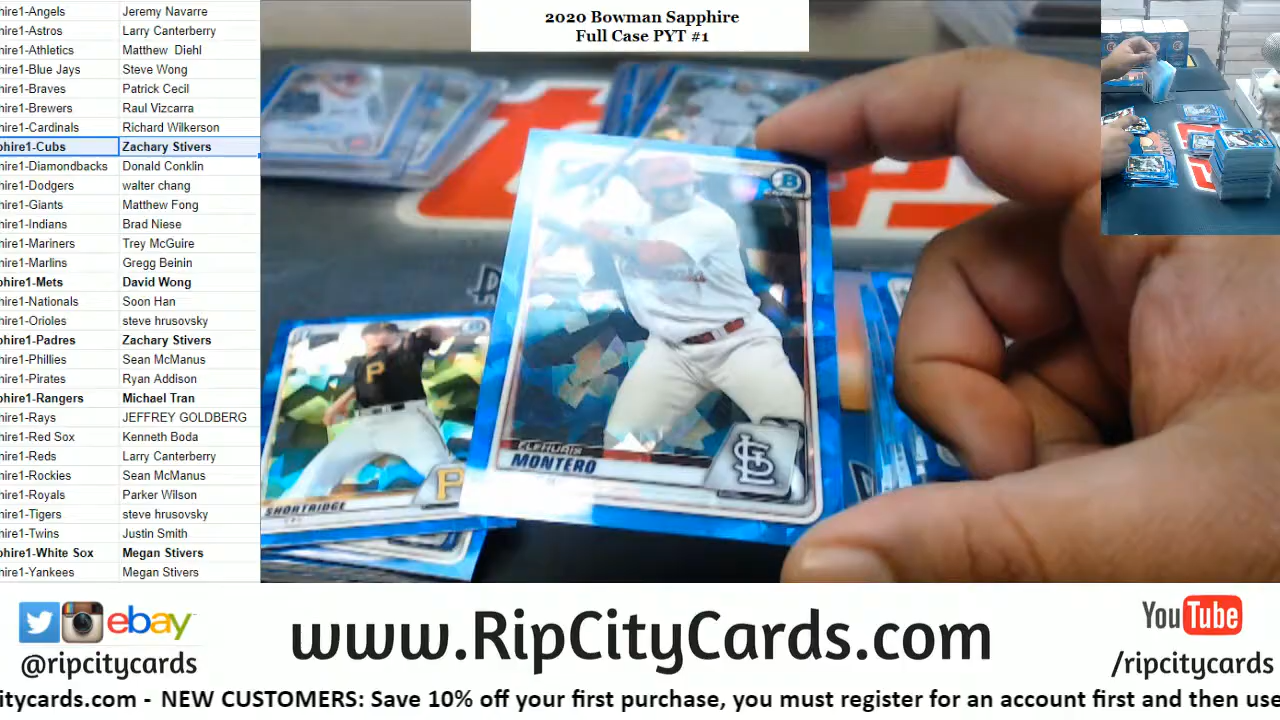 2020 Bowman Sapphire
Full Case PYT #1
hire1-Angels Jeremy Navarre
hire1-Astros Larry Canterberry
hire1-Athletics Matthew Diehl
hire1-Blue Jays Steve Wong
hire1-Braves Patrick Cecil
hire1-Brewers Raul Vizcarra
hire1-Cardinals Richard Wilkerson
phire1-Cubs Zachary Stivers
hire1-Diamondbacks Donald Conklin
hire1-Dodgers walter chang
hire1-Giants Matthew Fong
hire1-Indians Brad Niese
hire1-Mariners Trey McGuire
hire1-Marlins Gregg Beinin
phire1-Mets David Wong
hire1-Nationals Soon Han
hire1-Orioles steve hrusovsky
phire1-Padres Zachary Stivers
hire1-Phillies Sean McManus
hire1-Pirates Ryan Addison
phire1-Rangers Michael Tran
hire1-Rays JEFFREY GOLDBERG
hire1-Red Sox Kenneth Boda
hire1-Reds Larry Canterberry
hire1-Rockies Sean McManus
hire1-Royals Parker Wilson
hire1-Tigers steve hrusovsky
hire1-Twins Justin Smith
phire1-White Sox Megan Stivers
hire1-Yankees Megan Stivers
B
ELEHURIS
MONTERO
STL
P
P
SHORTRIDGE
ebay
@ripcitycards
www.RipCityCards.com
YouTube
/ripcitycards
citycards.com - NEW CUSTOMERS: Save 10% off your first purchase, you must register for an account first and then use